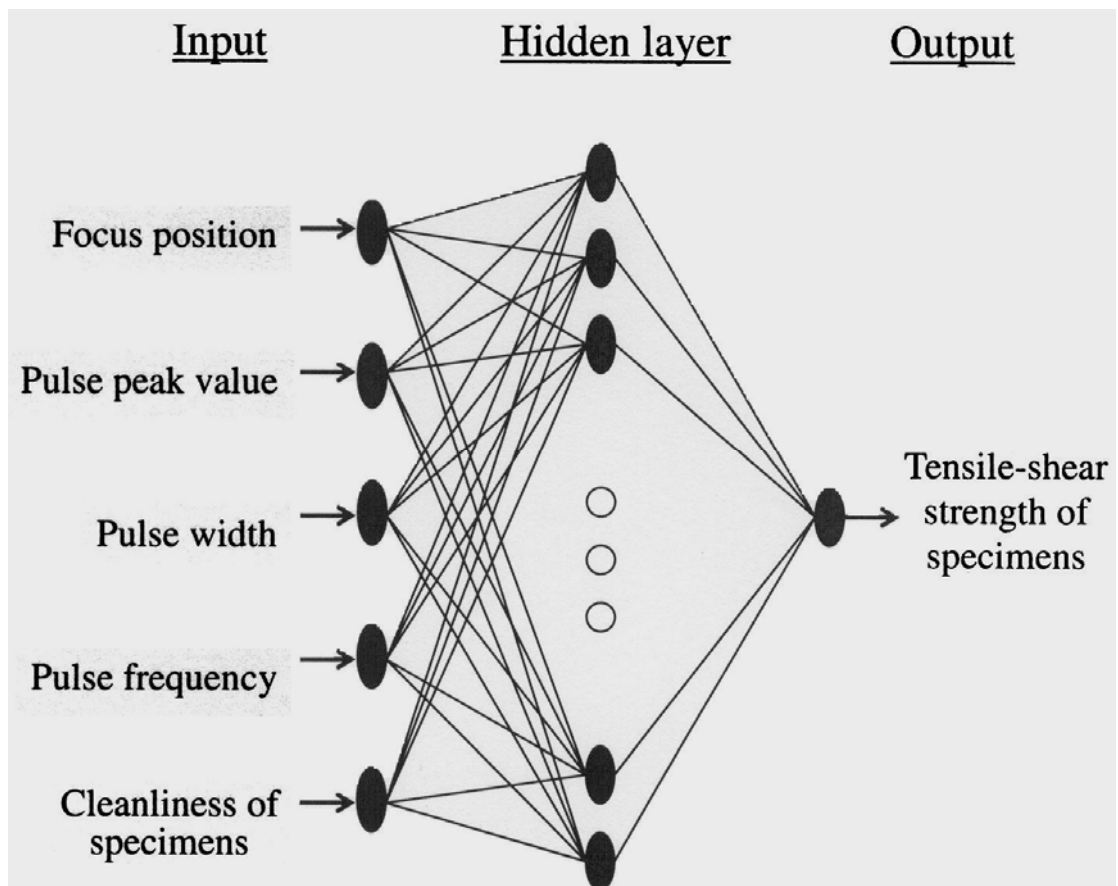 Input
Hidden layer
Output
Focus position
Pulse peak value
Pulse width
Pulse frequency
Cleanliness of
specimens
Tensile-shear
strength of
specimens